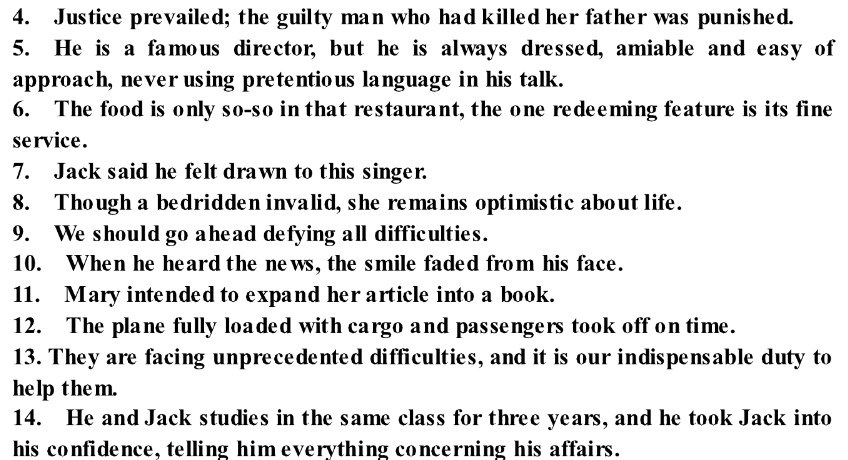 4. Justice prevailed; the guilty man who had killed her father was punished.
5. He is a famous director, but he is always dressed, amiable and easy of
approach, never using pretentious language in his talk.
6. The food is only so-so in that restaurant, the one redeeming feature is its fine
service.
7. Jack said he felt drawn to this singer.
8. Though a bedridden invalid, she remains optimistic about life.
9. We should go ahead defying all difficulties.
10. When he heard the news, the smile faded from his face.
11. Mary intended to expand her article into a book.
12. The plane fully loaded with cargo and passengers took off on time.
13. They are facing unprecedented difficulties, and it is our indispensable duty to
help them.
14. He and Jack studies in the same class for three years, and he took Jack into
his confidence, telling him everything concerning his affairs.